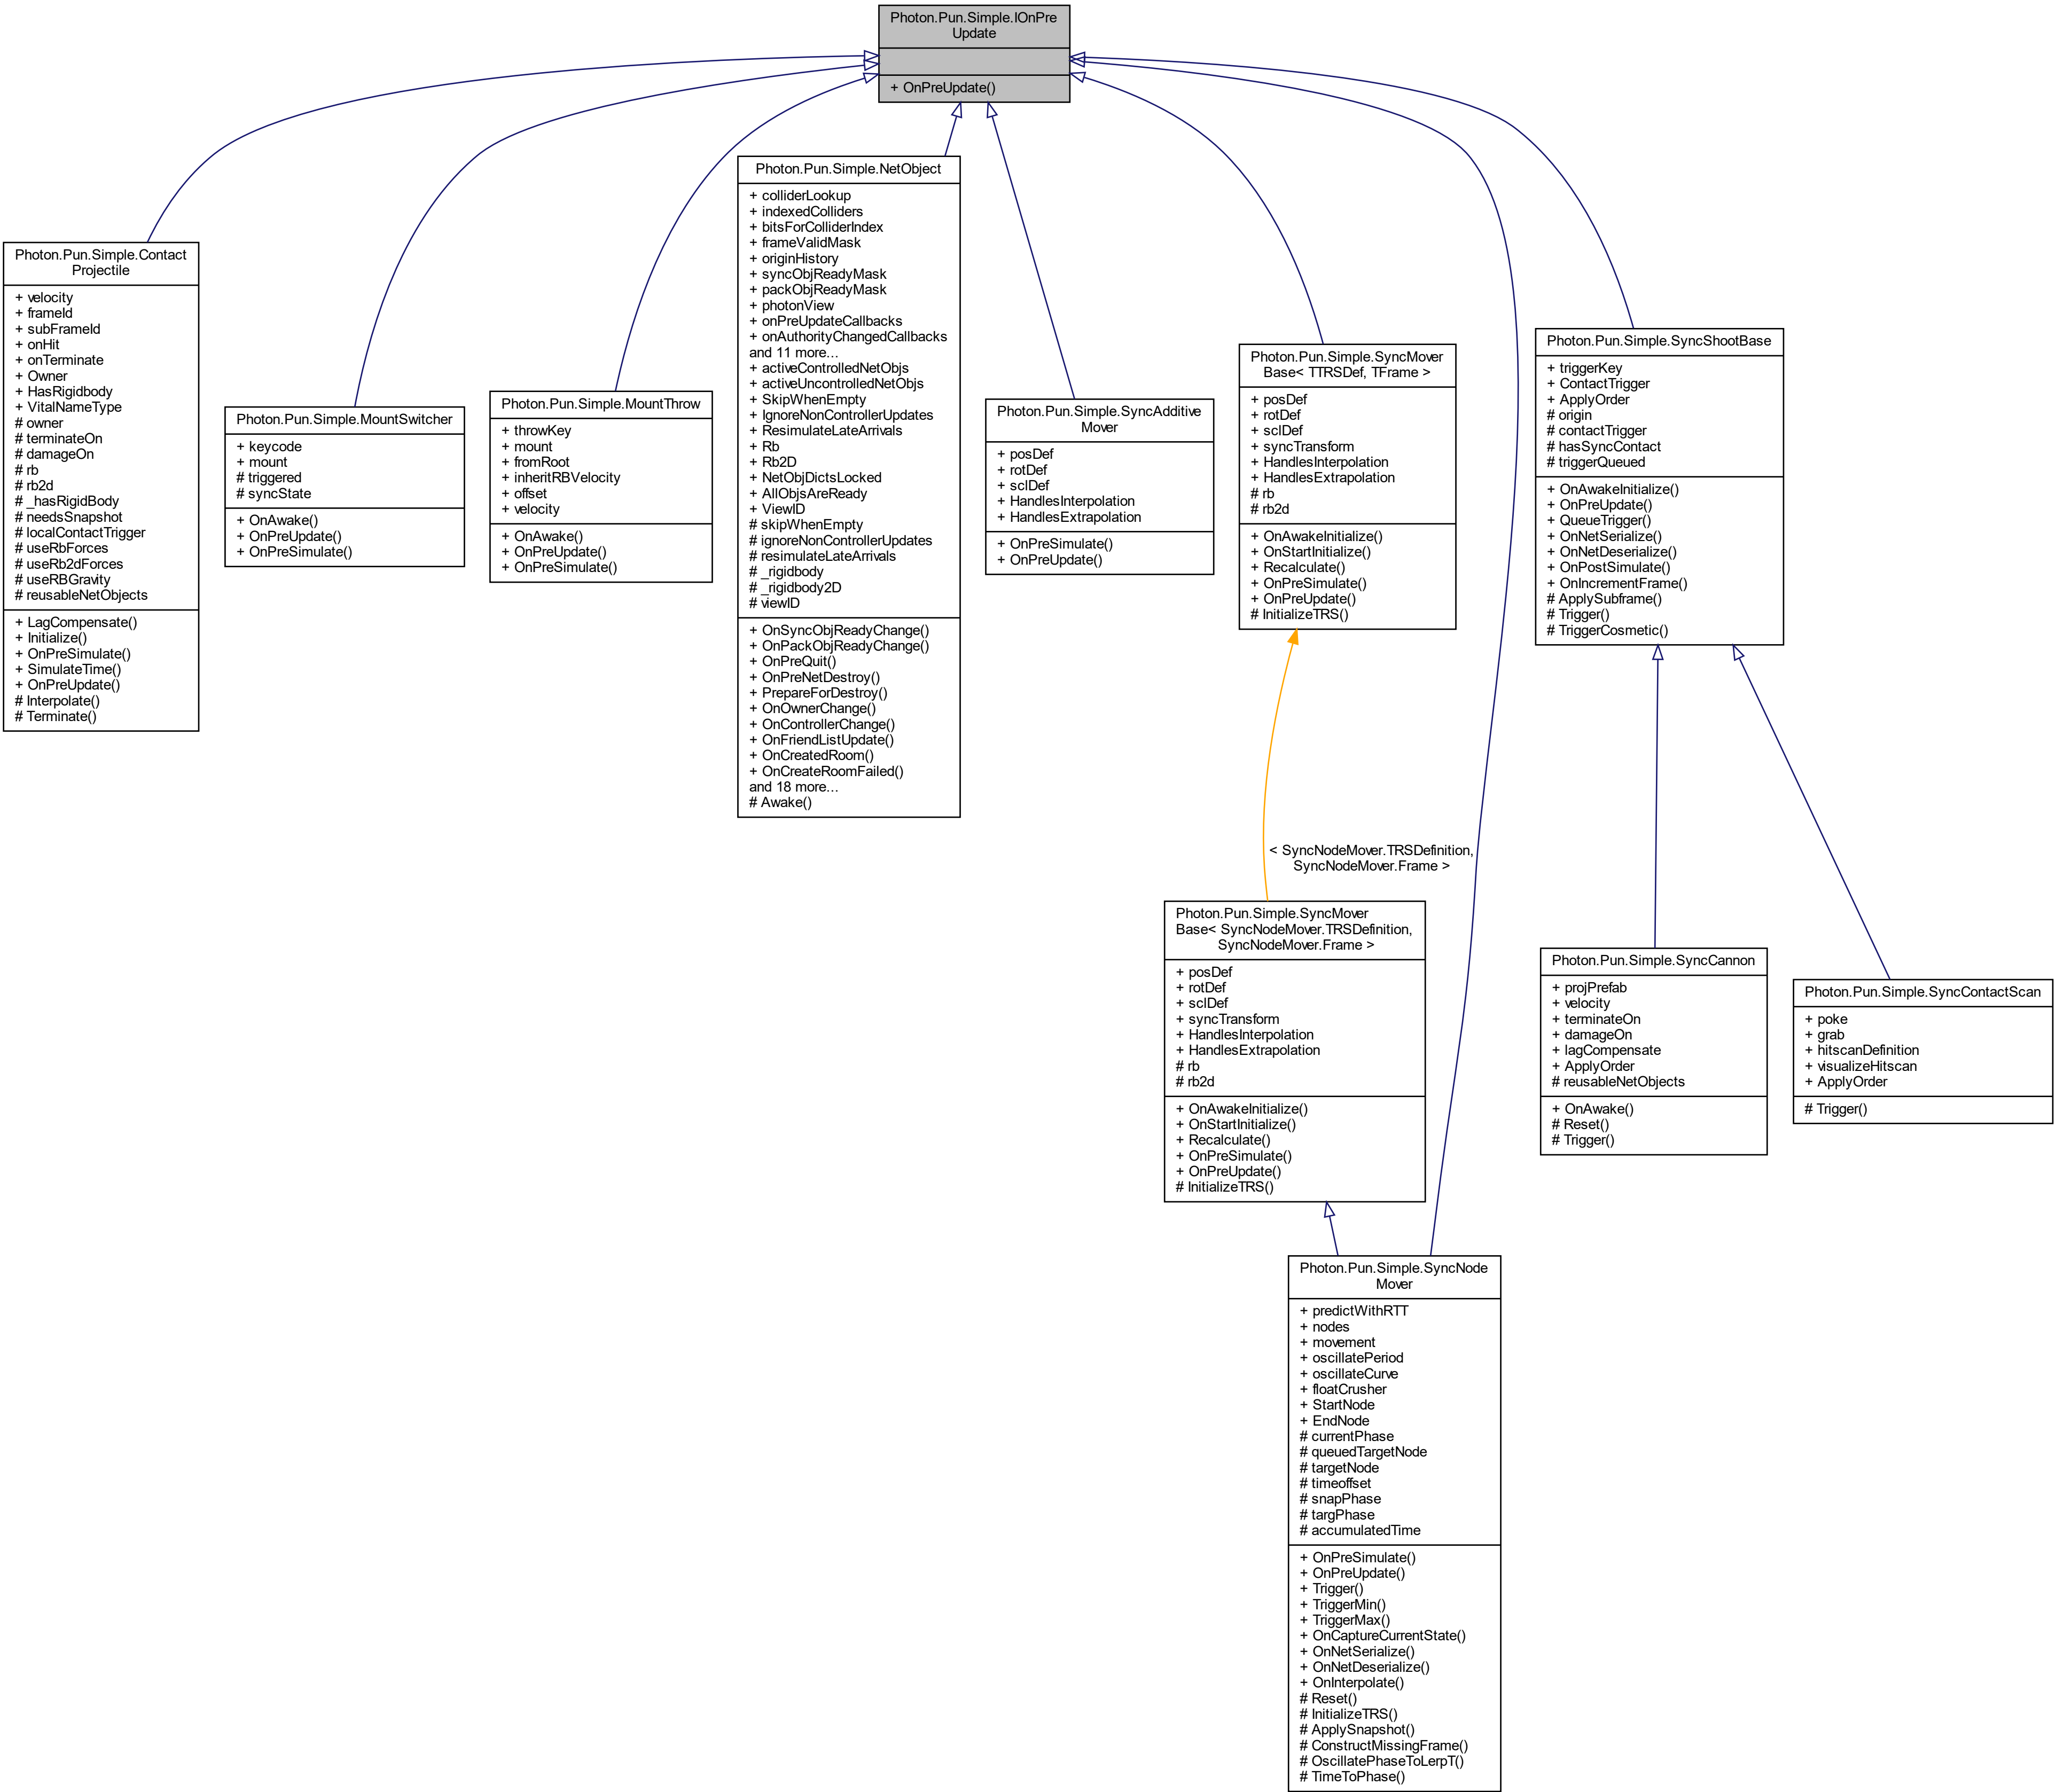 Photon.Pun.Simple.IOnPre
Update
+ OnPreUpdate()
Photon.Pun.Simple.Contact
Projectile
+ velocity
+ frameId
+ subFrameId
+ onHit
+ onTerminate
+ Owner
+ HasRigidbody
+ VitalNameType
# owner
# terminateOn
# damageOn
# rb
# rb2d
# _hasRigidBody
# needsSnapshot
# localContactTrigger
# useRbForces
# useRb2dForces
# useRBGravity
# reusableNetObjects
+ LagCompensate()
+ Initialize()
+ OnPreSimulate()
+ SimulateTime()
+ OnPreUpdate()
# Interpolate()
# Terminate()
Photon.Pun.Simple.MountSwitcher
+ keycode
+ mount
# triggered
# syncState
+ OnAwake()
+ OnPreUpdate()
+ OnPreSimulate()
Photon.Pun.Simple.MountThrow
+ throwKey
+ mount
+ fromRoot
+ inheritRBVelocity
+ offset
+ velocity
+ OnAwake()
+ OnPreUpdate()
+ OnPreSimulate()
Photon.Pun.Simple.NetObject
+ colliderLookup
+ indexedColliders
+ bitsForColliderIndex
+ frameValidMask
+ originHistory
+ syncObjReadyMask
+ packObjReadyMask
+ photonView
+ onPreUpdateCallbacks
+ onAuthorityChangedCallbacks
and 11 more...
+ activeControlledNetObjs
+ activeUncontrolledNetObjs
+ SkipWhenEmpty
+ IgnoreNonControllerUpdates
+ ResimulateLateArrivals
+ Rb
+ Rb2D
+ NetObjDictsLocked
+ AllObjsAreReady
+ ViewID
# skipWhenEmpty
# ignoreNonControllerUpdates
# resimulateLateArrivals
# _rigidbody
# _rigidbody2D
# viewID
+ OnSyncObjReadyChange()
+ OnPackObjReadyChange()
+ OnPreQuit()
+ OnPreNetDestroy()
+ PrepareForDestroy()
+ OnOwnerChange()
+ OnControllerChange()
+ OnFriendListUpdate()
+ OnCreatedRoom()
+ OnCreateRoomFailed()
and 18 more...
# Awake()
Photon.Pun.Simple.SyncAdditive
Mover
+ posDef
+ rotDef
+ sclDef
+ HandlesInterpolation
+ HandlesExtrapolation
+ OnPreSimulate()
+ OnPreUpdate()
Photon.Pun.Simple.SyncMover
Base< TTRSDef, TFrame >
+ posDef
+ rotDef
+ sclDef
+ syncTransform
+ HandlesInterpolation
+ HandlesExtrapolation
# rb
# rb2d
+ OnAwakeInitialize()
+ OnStartInitialize()
+ Recalculate()
+ OnPreSimulate()
+ OnPreUpdate()
# InitializeTRS()
Photon.Pun.Simple.SyncShootBase
+ triggerKey
+ ContactTrigger
+ ApplyOrder
# origin
# contactTrigger
# hasSyncContact
# triggerQueued
+ OnAwakeInitialize()
+ OnPreUpdate()
+ QueueTrigger()
+ OnNetSerialize()
+ OnNetDeserialize()
+ OnPostSimulate()
+ OnIncrementFrame()
# ApplySubframe()
# Trigger()
# TriggerCosmetic()
< SyncNodeMover.TRSDefinition,
SyncNodeMover.Frame >
Photon.Pun.Simple.SyncMover
Base< SyncNodeMover.TRSDefinition,
SyncNodeMover.Frame >
+ posDef
+ rotDef
+ sclDef
+ syncTransform
+ HandlesInterpolation
+ HandlesExtrapolation
# rb
# rb2d
+ OnAwakeInitialize()
+ OnStartInitialize()
+ Recalculate()
+ OnPreSimulate()
+ OnPreUpdate()
# InitializeTRS()
Photon.Pun.Simple.SyncCannon
+ projPrefab
+ velocity
+ terminateOn
+ damageOn
+ lagCompensate
+ ApplyOrder
# reusableNetObjects
+ OnAwake()
# Reset()
# Trigger()
Photon.Pun.Simple.SyncContactScan
+ poke
+ grab
+ hitscanDefinition
+ visualizeHitscan
+ ApplyOrder
# Trigger()
Photon.Pun.Simple.SyncNode
Mover
+ predictWithRTT
+ nodes
+ movement
+ oscillatePeriod
+ oscillateCurve
+ floatCrusher
+ StartNode
+ EndNode
# currentPhase
# queuedTargetNode
# targetNode
# timeoffset
# snapPhase
# targPhase
# accumulatedTime
+ OnPreSimulate()
+ OnPreUpdate()
+ Trigger()
+ TriggerMin()
+ TriggerMax()
+ OnCaptureCurrentState()
+ OnNetSerialize()
+ OnNetDeserialize()
+ OnInterpolate()
# Reset()
# InitializeTRS()
# ApplySnapshot()
# ConstructMissingFrame()
# OscillatePhaseToLerpT()
# TimeToPhase()